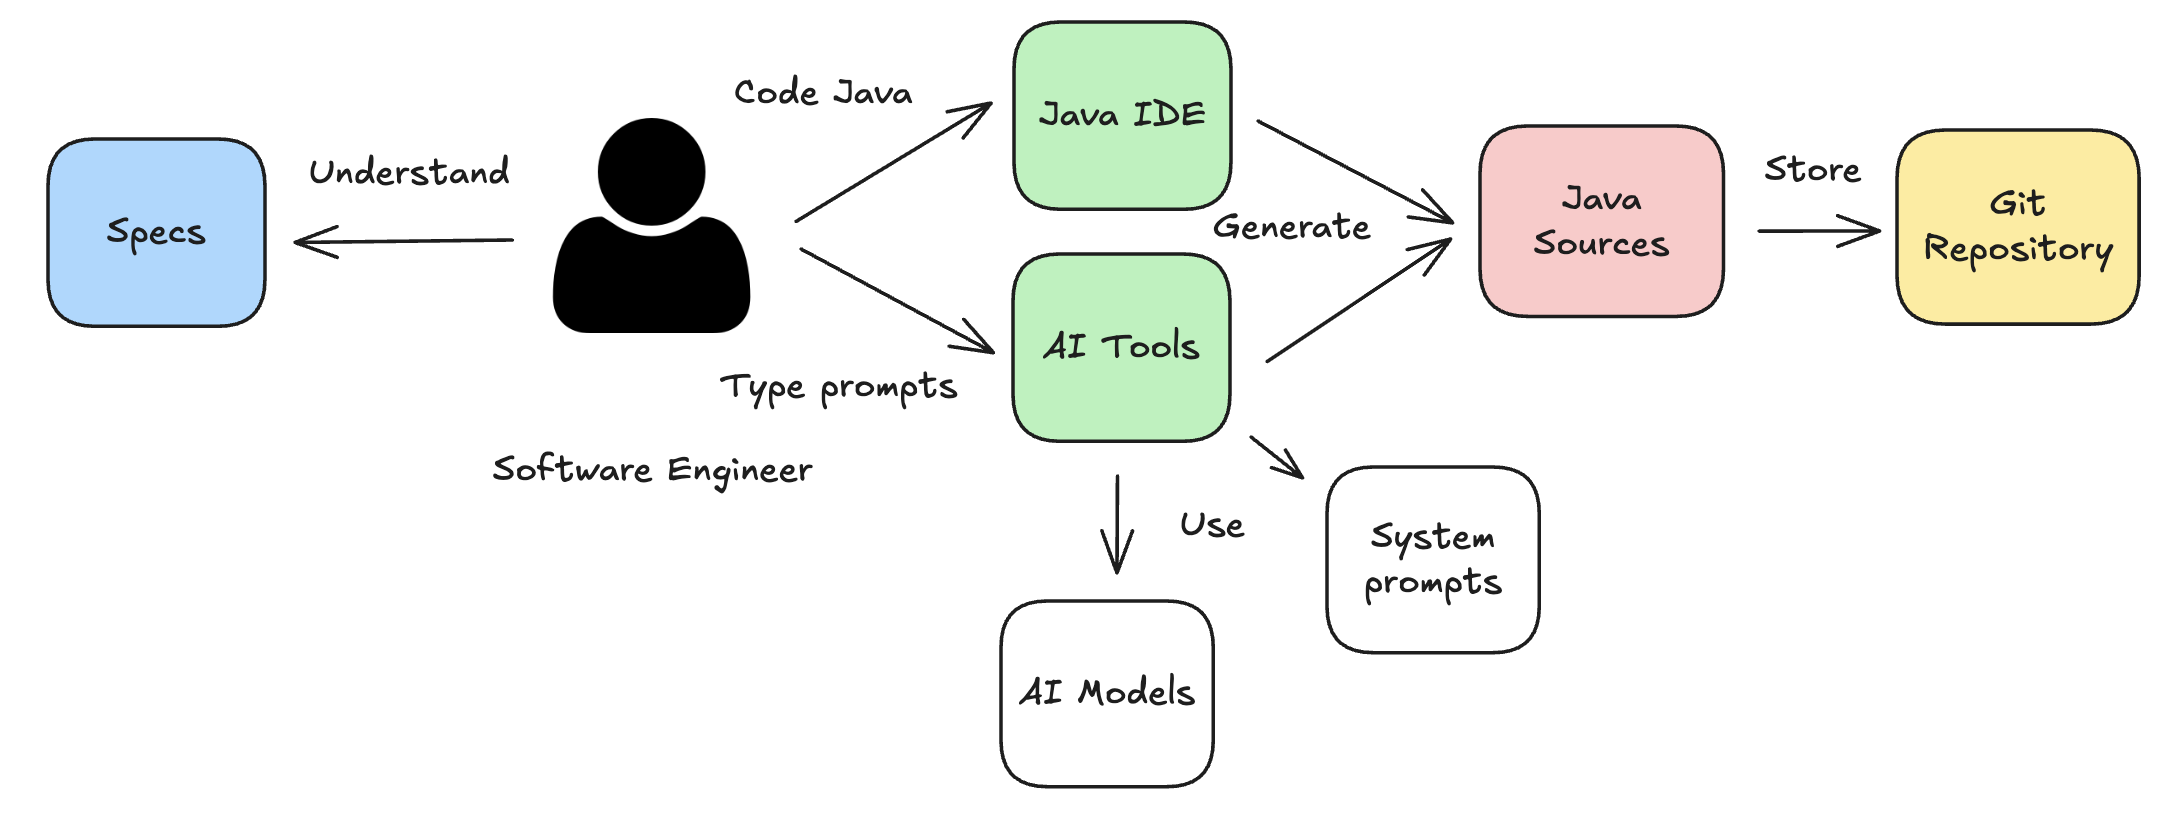 Code Java
Java IDE
Understand
Specs
Store
Java
Sources
Git
Repository
Generate
AI Tools
Type prompts
Software Engineer
Use
System
prompts
AI Models